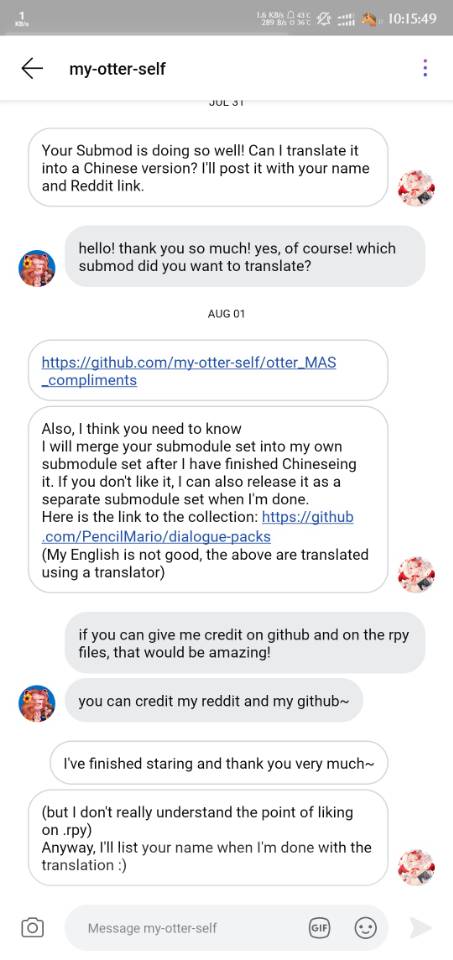 1
KB/s
1.6 KB/s 43 C
289 B/s 36 C
10:15:49
my-otter-self
JUL 31
Your Submod is doing so well! Can I translate it
into a Chinese version? I'll post it with your name
and Reddit link.
hello! thank you so much! yes, of course! which
submod did you want to translate?
AUG 01
https://github.com/my-otter-self/otter_MAS
_compliments
Also, I think you need to know
I will merge your submodule set into my own
submodule set after I have finished Chineseing
it. If you don't like it, I can also release it as a
separate submodule set when I'm done.
Here is the link to the collection: https://github
.com/PencilMario/dialogue-packs
(My English is not good, the above are translated
using a translator)
if you can give me credit on github and on the rpy
files, that would be amazing!
you can credit my reddit and my github~
I've finished staring and thank you very much~
(but I don't really understand the point of liking
on .rpy)
Anyway, I'll list your name when I'm done with the
translation :)
Message my-otter-self
GIF